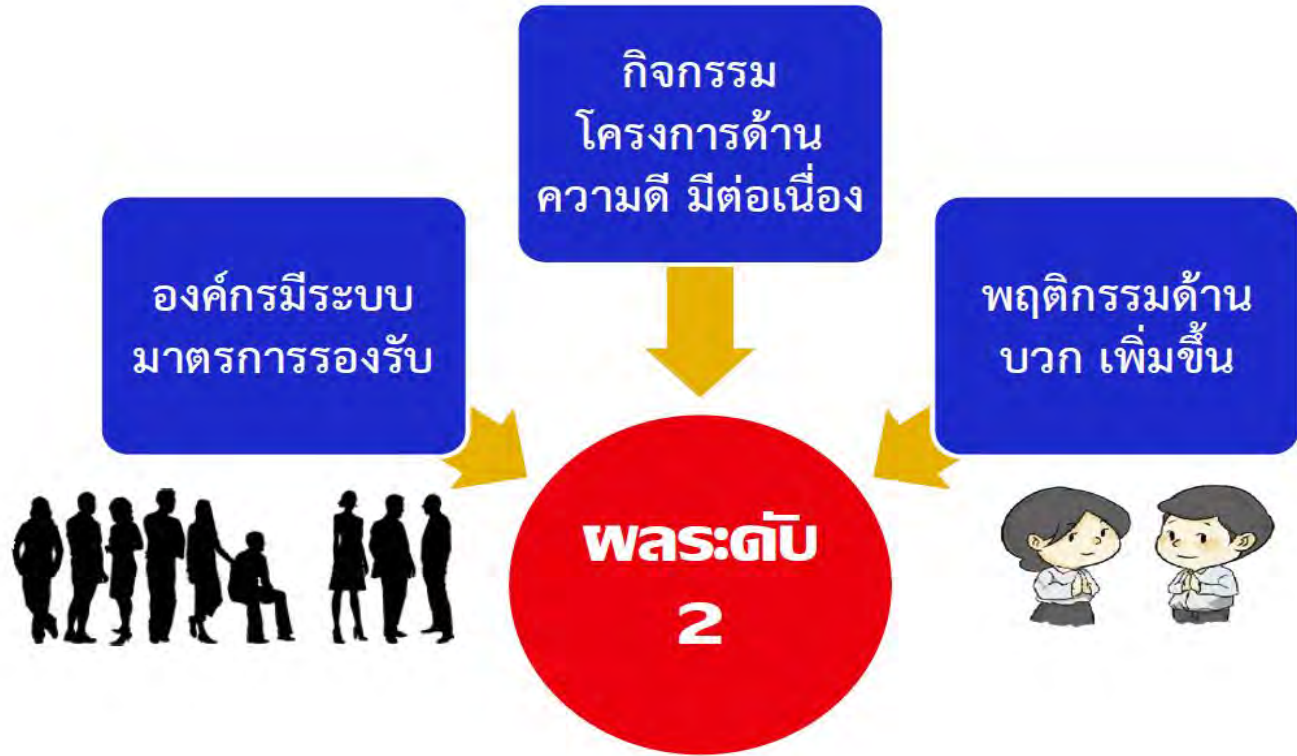 กิจกรรม
โครงการด้าน
ความดี มีต่อเนื่อง
องค์กรมีระบบ
มาตรการรองรับ
พฤติกรรมด้าน
บวก เพิ่มขึ้น
ผลระดับ
2